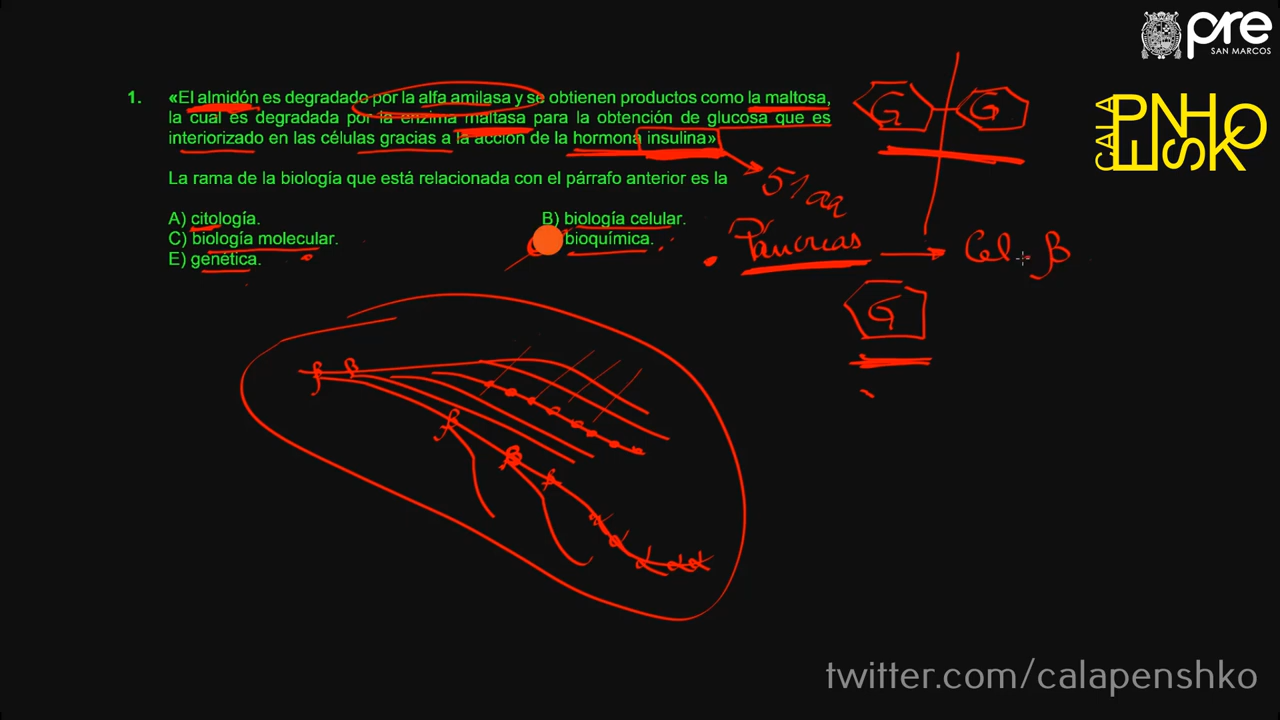 pre
SAN MARCOS
CALA
PENSHKO
1. «El almidón es degradado por la alfa amilasa y se obtienen productos como la maltosa,
la cual es degradada por la enzima maltasa para la obtención de glucosa que es
interiorizado en las células gracias a la acción de la hormona insulina»
G G
La rama de la biología que está relacionada con el párrafo anterior es la
51 aa
A) citología. B) biología celular.
C) biología molecular. bioquímica.
E) genética.
Páncreas → Cel. β
G
twitter.com/calapenshko